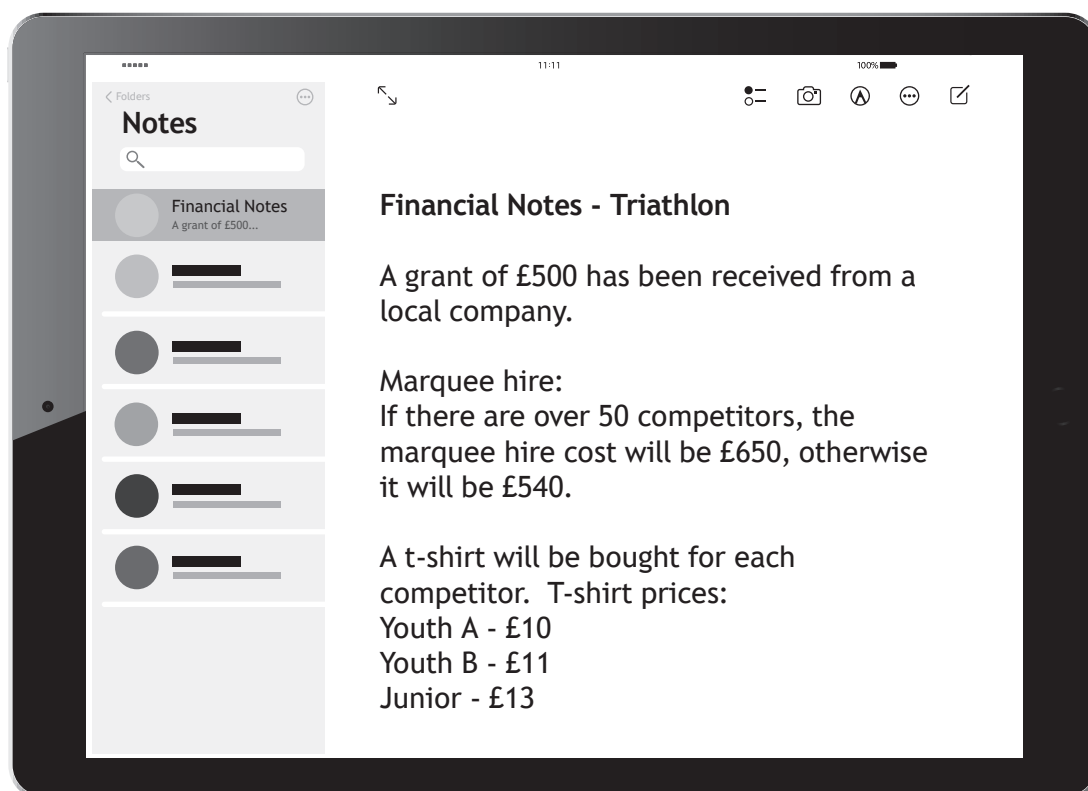 11:11
100%
Folders
Notes
Financial Notes
A grant of £500...
Financial Notes - Triathlon
A grant of £500 has been received from a
local company.
Marquee hire:
If there are over 50 competitors, the
marquee hire cost will be £650, otherwise
it will be £540.
A t-shirt will be bought for each
competitor.  T-shirt prices:
Youth A - £10
Youth B - £11
Junior - £13